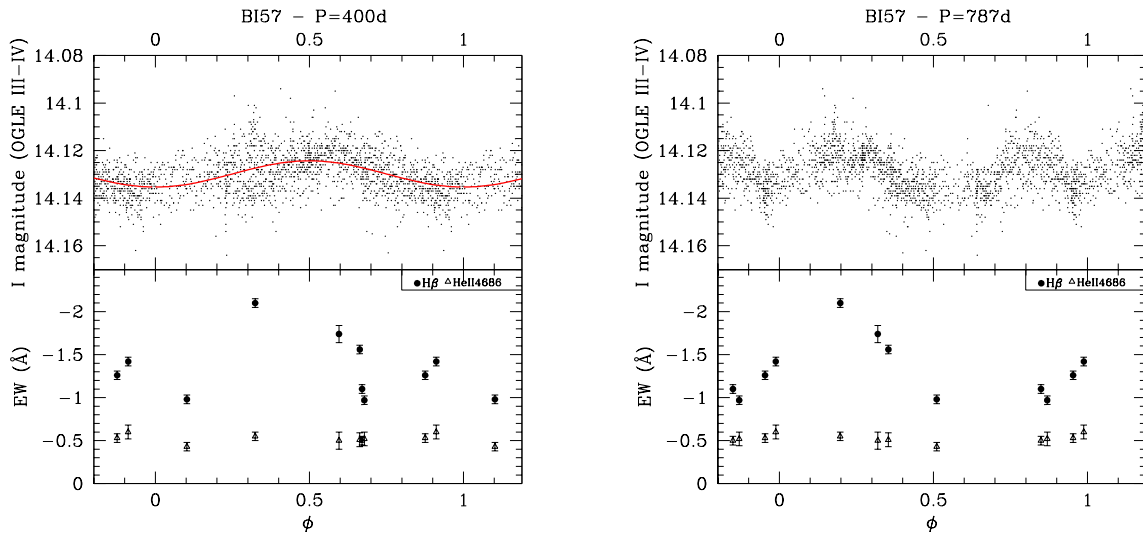 BI57 − P=400d
0 0.5 1
I magnitude (OGLE III−IV)
14.08
14.1
14.12
14.14
14.16
●Hβ △HeII4686
EW (Å)
−2
−1.5
−1
−0.5
0
0 0.5 1
ϕ
BI57 − P=787d
0 0.5 1
I magnitude (OGLE III−IV)
14.08
14.1
14.12
14.14
14.16
●Hβ △HeII4686
EW (Å)
−2
−1.5
−1
−0.5
0
0 0.5 1
ϕ